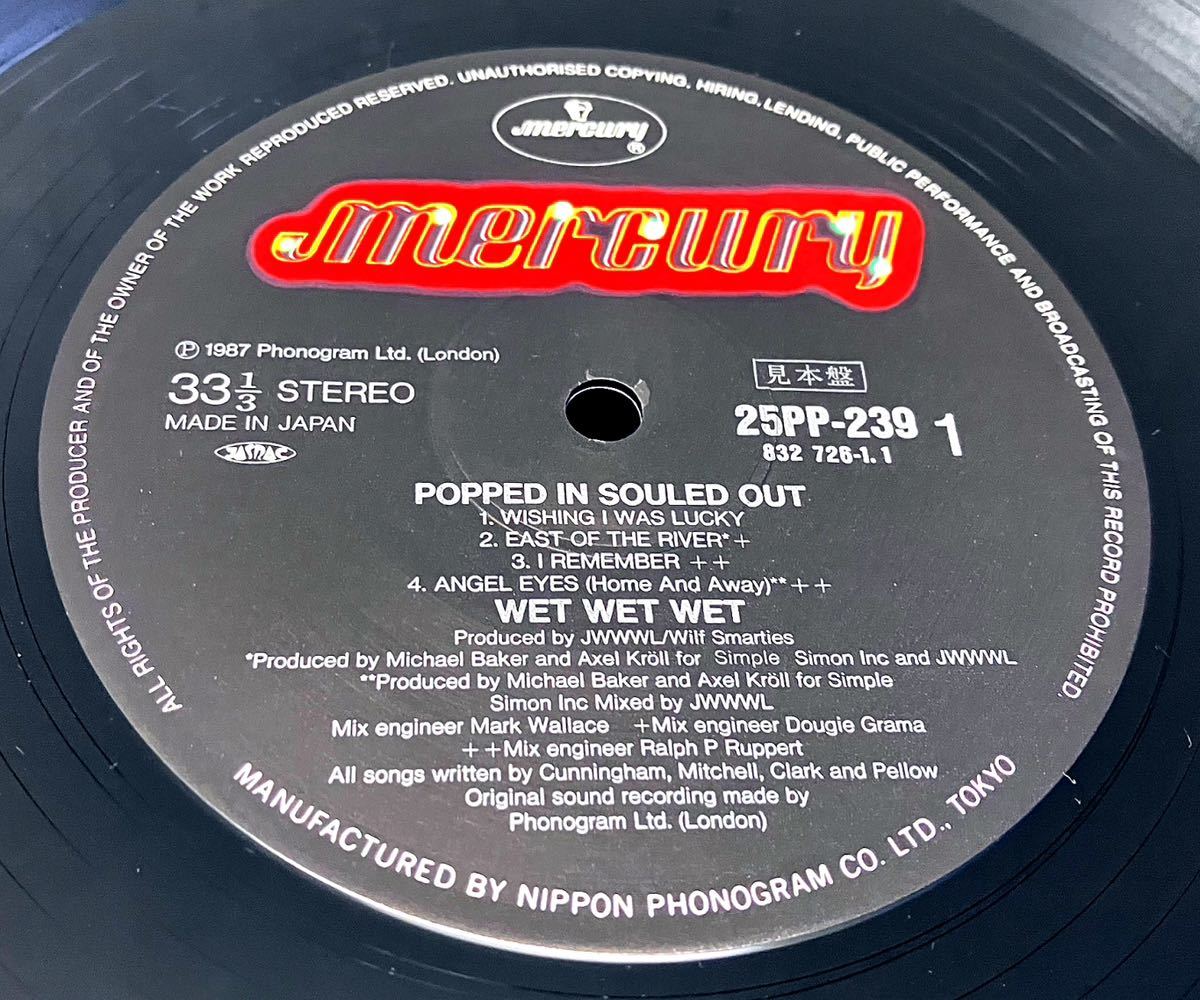 ALL RIGHTS OF THE PRODUCER AND OF THE OWNER OF THE WORK REPRODUCED RESERVED. UNAUTHORISED COPYING, HIRING, LENDING, PUBLIC PERFORMANCE AND BROADCASTING OF THIS RECORD PROHIBITED.
mercury ®
mercury
Ⓟ 1987 Phonogram Ltd. (London)
33⅓ STEREO
MADE IN JAPAN
JASRAC
見本盤
25PP-239 1
832 726-1.1
POPPED IN SOULED OUT
1. WISHING I WAS LUCKY
2. EAST OF THE RIVER*+
3. I REMEMBER ++
4. ANGEL EYES (Home And Away)**++
WET WET WET
Produced by JWWWL/Wilf Smarties
*Produced by Michael Baker and Axel Kröll for Simple Simon Inc and JWWWL
**Produced by Michael Baker and Axel Kröll for Simple
Simon Inc Mixed by JWWWL
Mix engineer Mark Wallace +Mix engineer Dougie Grama
++Mix engineer Ralph P Ruppert
All songs written by Cunningham, Mitchell, Clark and Pellow
Original sound recording made by
Phonogram Ltd. (London)
MANUFACTURED BY NIPPON PHONOGRAM CO. LTD., TOKYO